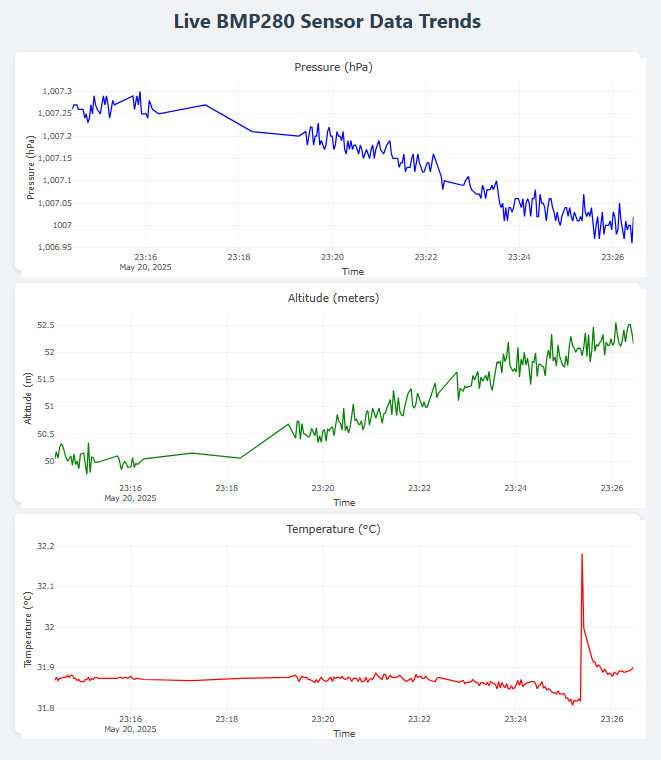 Live BMP280 Sensor Data Trends
Pressure (hPa)
1,007.3
1,007.25
1,007.2
1,007.15
1,007.1
1,007.05
1007
1,006.95
Pressure (hPa)
23:16 23:18 23:20 23:22 23:24 23:26
May 20, 2025
Time
Altitude (meters)
52.5
52
51.5
51
50.5
50
Altitude (m)
23:16 23:18 23:20 23:22 23:24 23:26
May 20, 2025
Time
Temperature (°C)
32.2
32.1
32
31.9
31.8
Temperature (°C)
23:16 23:18 23:20 23:22 23:24 23:26
May 20, 2025
Time